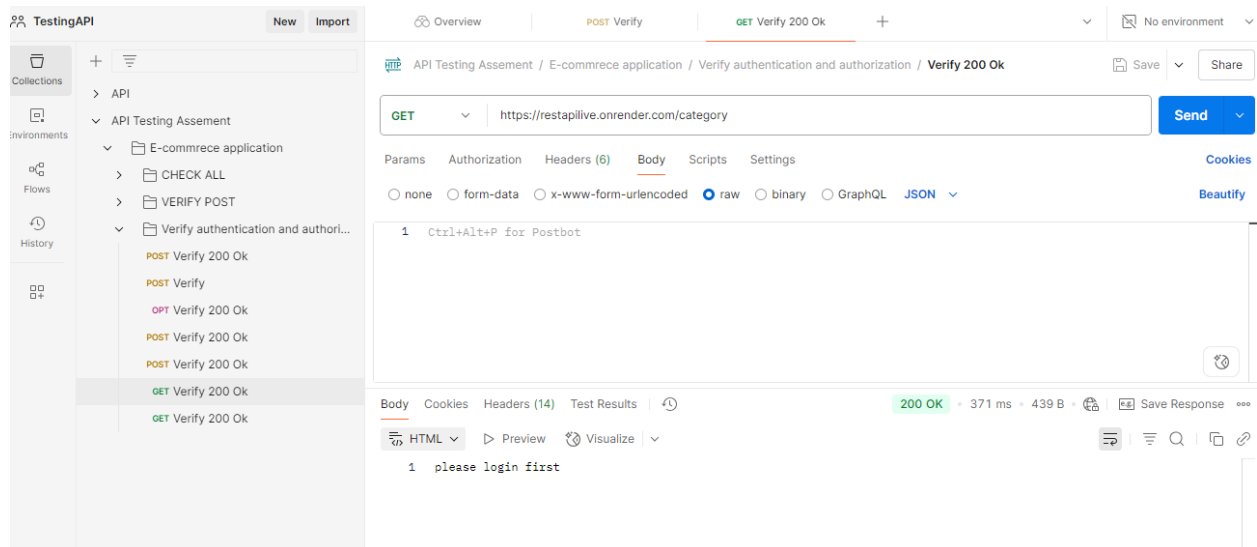 TestingAPI New Import
Overview POST Verify GET Verify 200 Ok No environment
Collections
Environments
Flows
History
API
API Testing Assement
E-commrece application
CHECK ALL
VERIFY POST
Verify authentication and authori...
POST Verify 200 Ok
POST Verify
OPT Verify 200 Ok
POST Verify 200 Ok
POST Verify 200 Ok
GET Verify 200 Ok
GET Verify 200 Ok
HTTP API Testing Assement / E-commrece application / Verify authentication and authorization / Verify 200 Ok Save Share
GET https://restapilive.onrender.com/category Send
Params Authorization Headers (6) Body Scripts Settings Cookies
none form-data x-www-form-urlencoded raw binary GraphQL JSON Beautify
1 Ctrl+Alt+P for Postbot
Body Cookies Headers (14) Test Results 200 OK 371 ms 439 B e.g. Save Response
HTML Preview Visualize
1 please login first